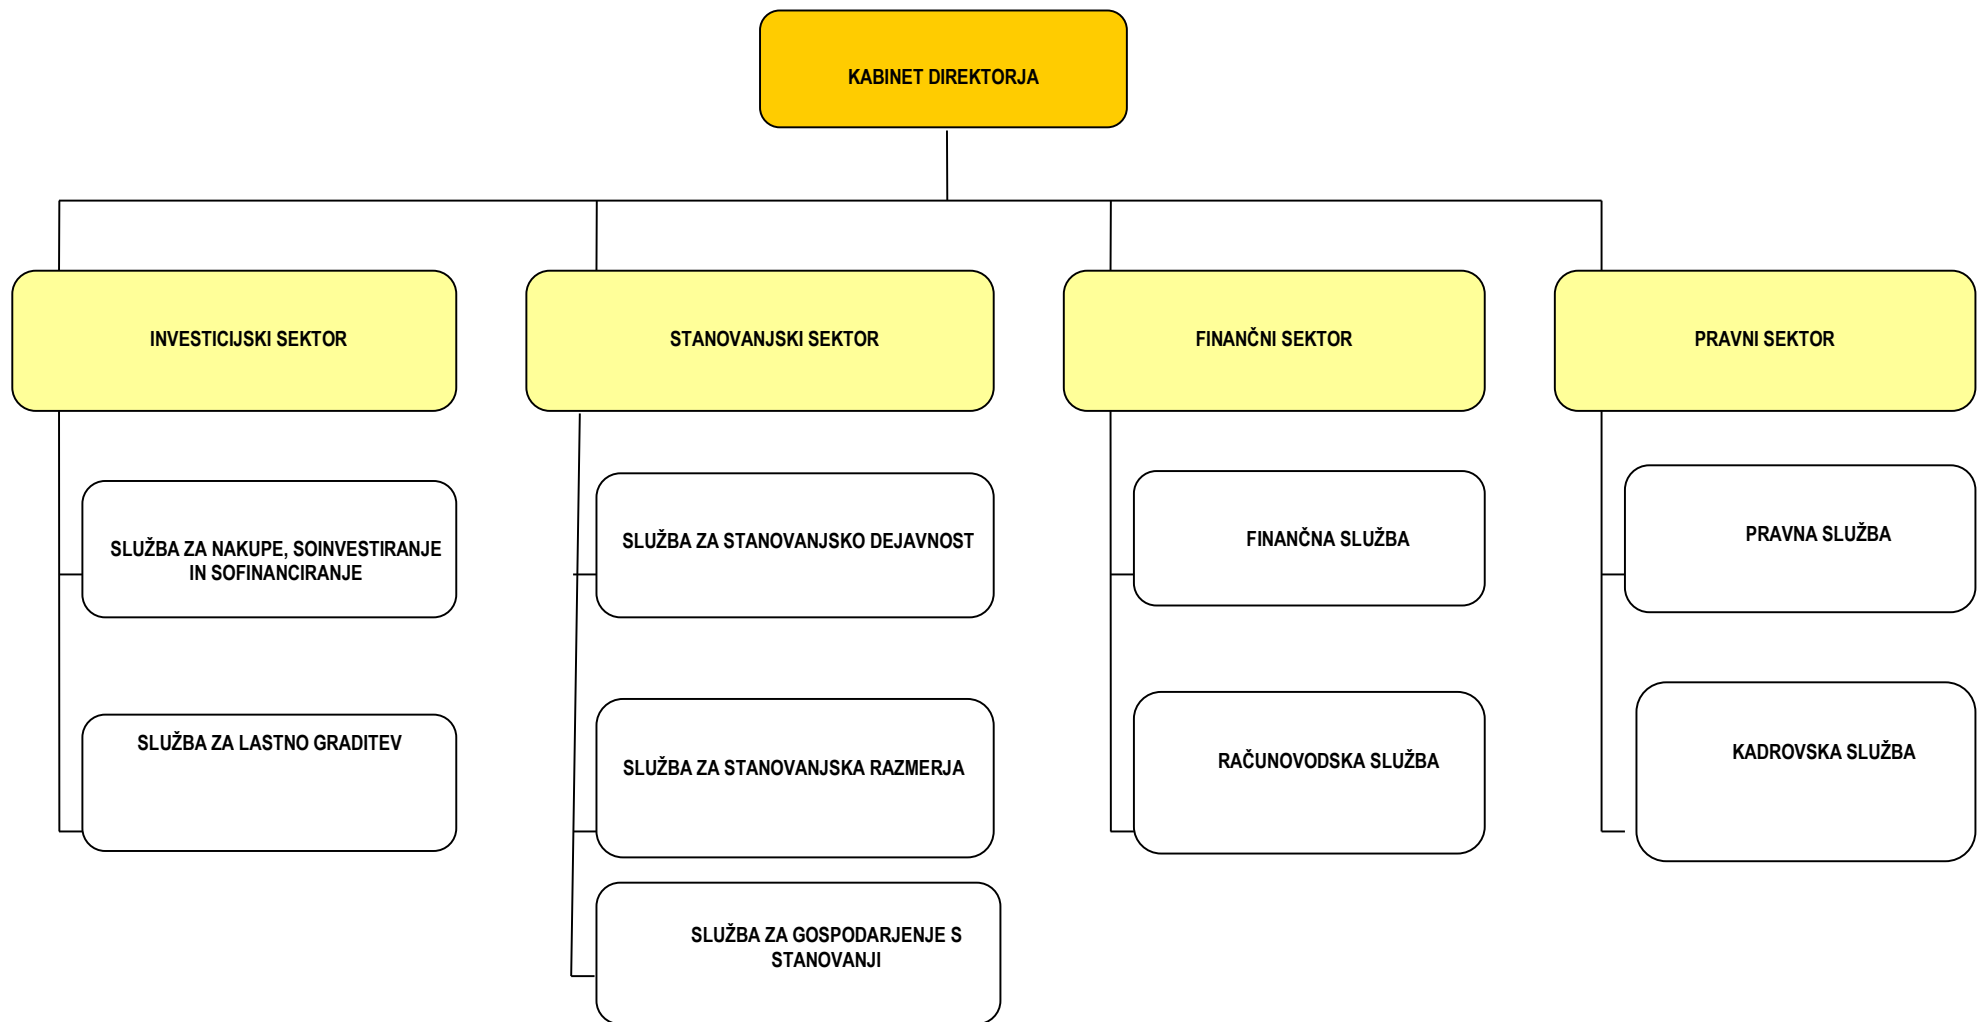 KABINET DIREKTORJA
INVESTICIJSKI SEKTOR
STANOVANJSKI SEKTOR
FINANČNI SEKTOR
PRAVNI SEKTOR
SLUŽBA ZA NAKUPE, SOINVESTIRANJE
IN SOFINANCIRANJE
SLUŽBA ZA STANOVANJSKO DEJAVNOST
FINANČNA SLUŽBA
PRAVNA SLUŽBA
SLUŽBA ZA LASTNO GRADITEV
SLUŽBA ZA STANOVANJSKA RAZMERJA
RAČUNOVODSKA SLUŽBA
KADROVSKA SLUŽBA
SLUŽBA ZA GOSPODARJENJE S
STANOVANJI